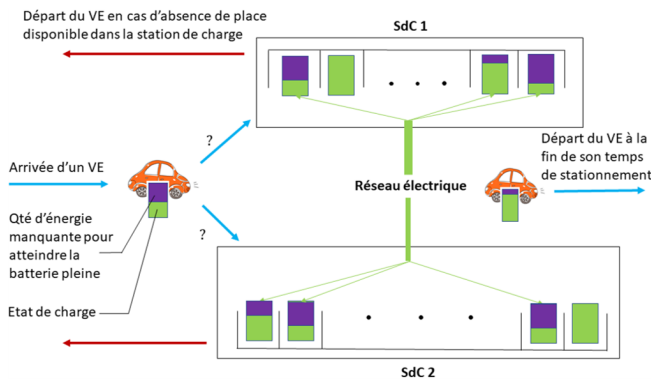 Départ du VE en cas d'absence de place
disponible dans la station de charge
SdC 1
?
Départ du VE à la
fin de son temps
de stationnement
Arrivée d'un VE
Réseau électrique
Qté d'énergie
manquante pour
atteindre la
batterie pleine
?
Etat de charge
SdC 2